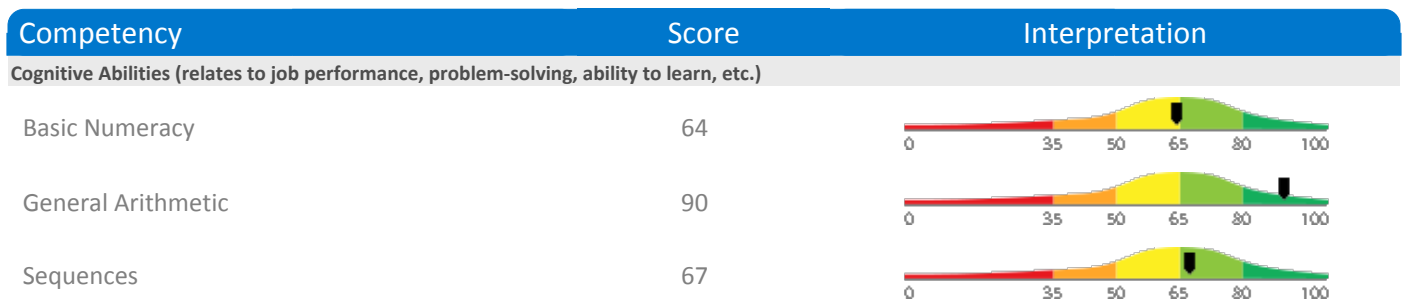 Competency Score Interpretation
Cognitive Abilities (relates to job performance, problem-solving, ability to learn, etc.)
Basic Numeracy 64
0 35 50 65 80 100
General Arithmetic 90
0 35 50 65 80 100
Sequences 67
0 35 50 65 80 100